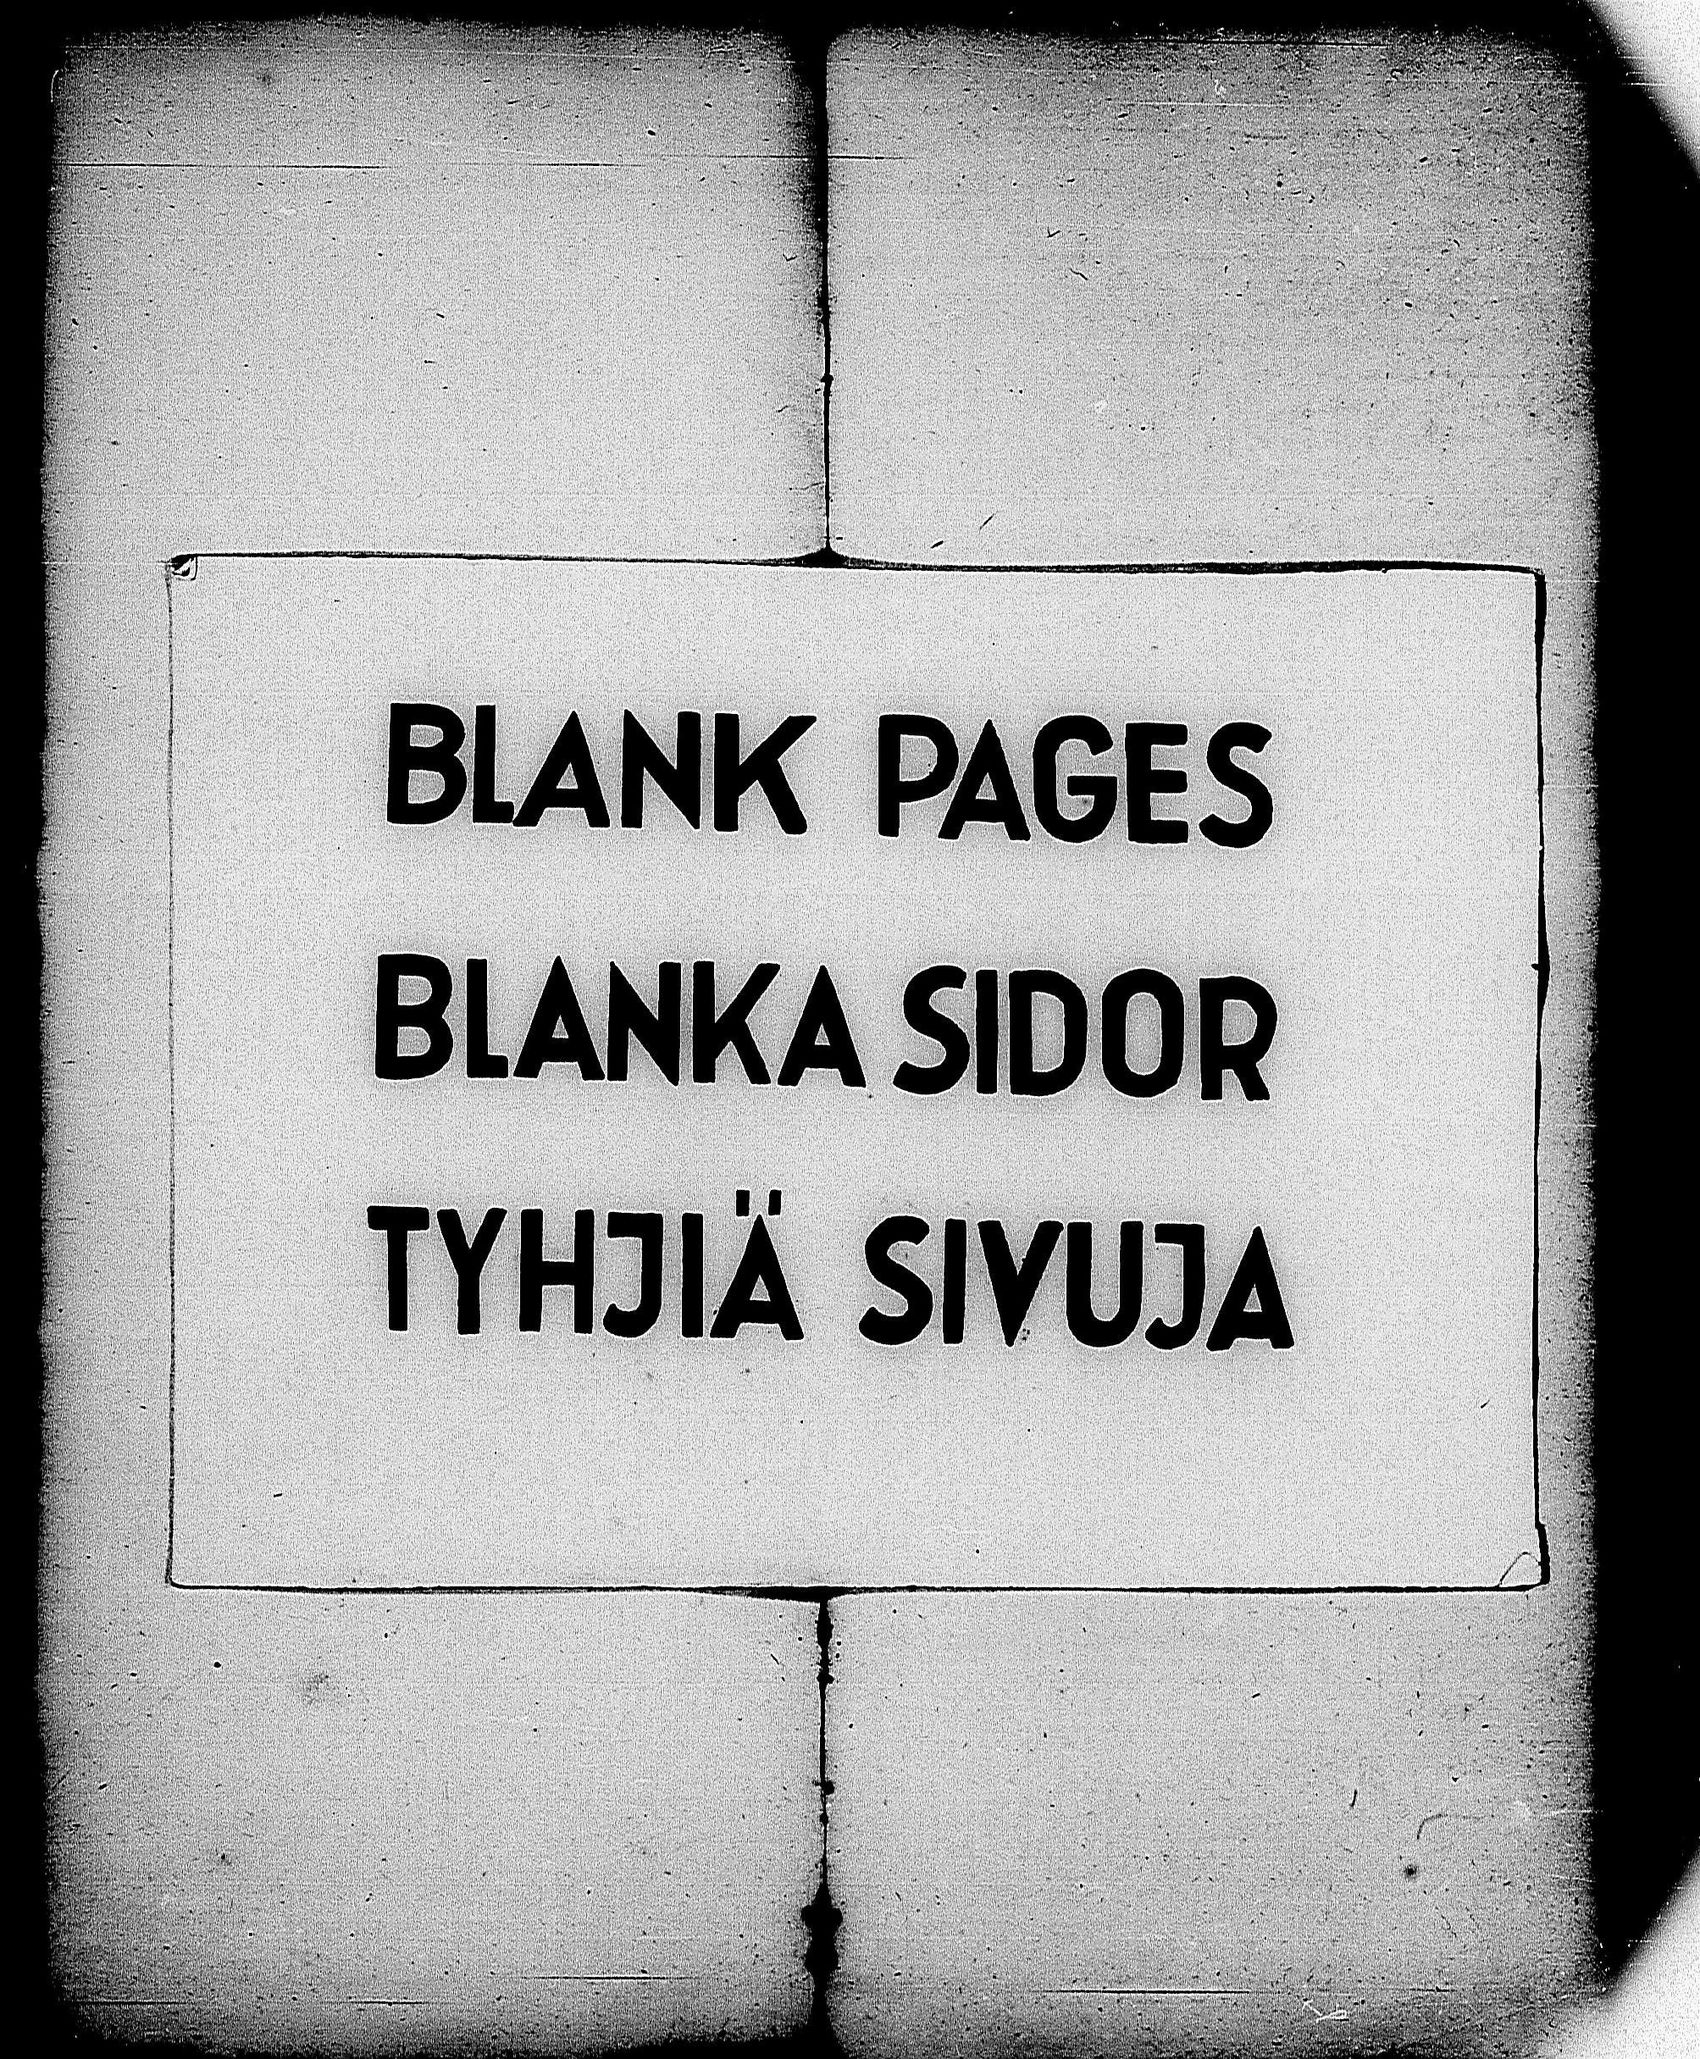 BLANK PAGES
BLANKA SIDOR
TYHJIÄ SIVUJA